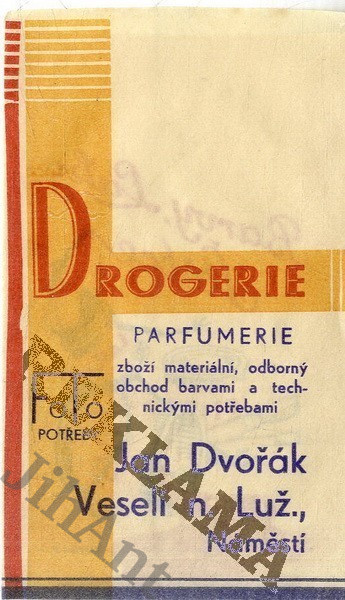 DROGERIE
PARFUMERIE
zboží materiální, odborný
obchod barvami a tech-
nickými potřebami
FoTo
POTŘEBY
Jan Dvořák
Veselí n. Luž.,
Náměstí
REKLAMA
JihAnt